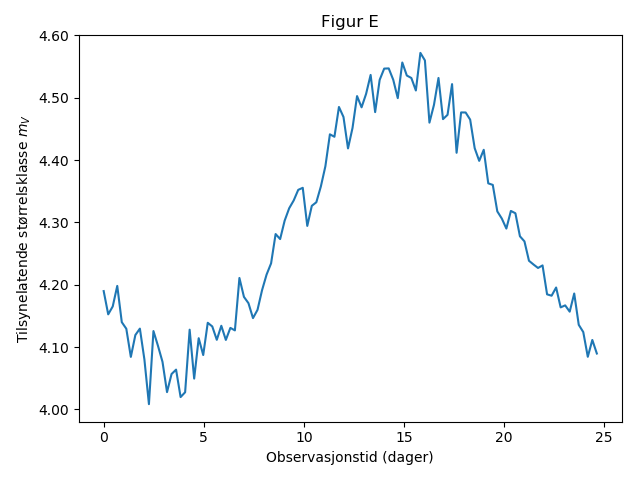 Figur E
Tilsynelatende størrelsklasse $m_V$
4.60
4.50
4.40
4.30
4.20
4.10
4.00
0 5 10 15 20 25
Observasjonstid (dager)